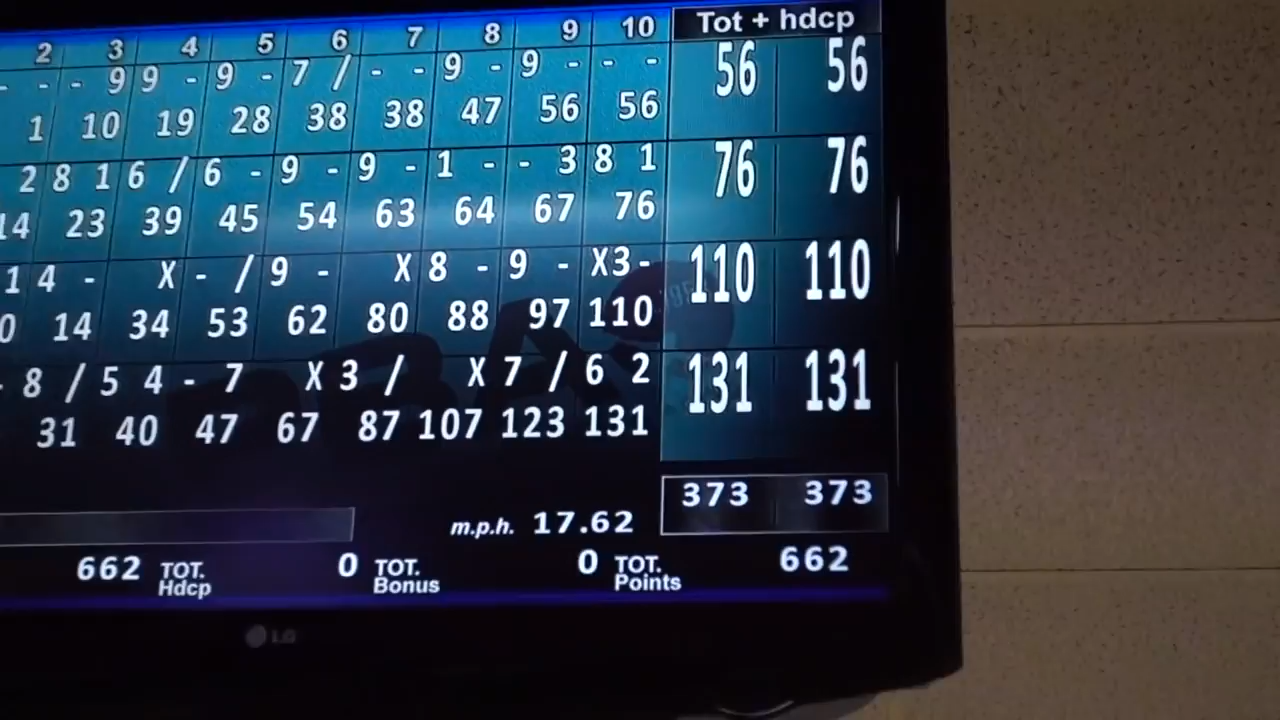 2 3 4 5 6 7 8 9 10 Tot + hdcp
- - - 9 9 - 9 - 7 / - - 9 - 9 - - - 56 56
1 10 19 28 38 38 47 56 56
2 8 1 6 / 6 - 9 - 9 - 1 - - 3 8 1 76 76
14 23 39 45 54 63 64 67 76
1 4 - X - / 9 - X 8 - 9 - X3- 110 110
0 14 34 53 62 80 88 97 110
- 8 / 5 4 - 7 X 3 / X 7 / 6 2 131 131
31 40 47 67 87 107 123 131
373 373
m.p.h. 17.62
662 TOT. Hdcp 0 TOT. Bonus 0 TOT. Points 662
LG